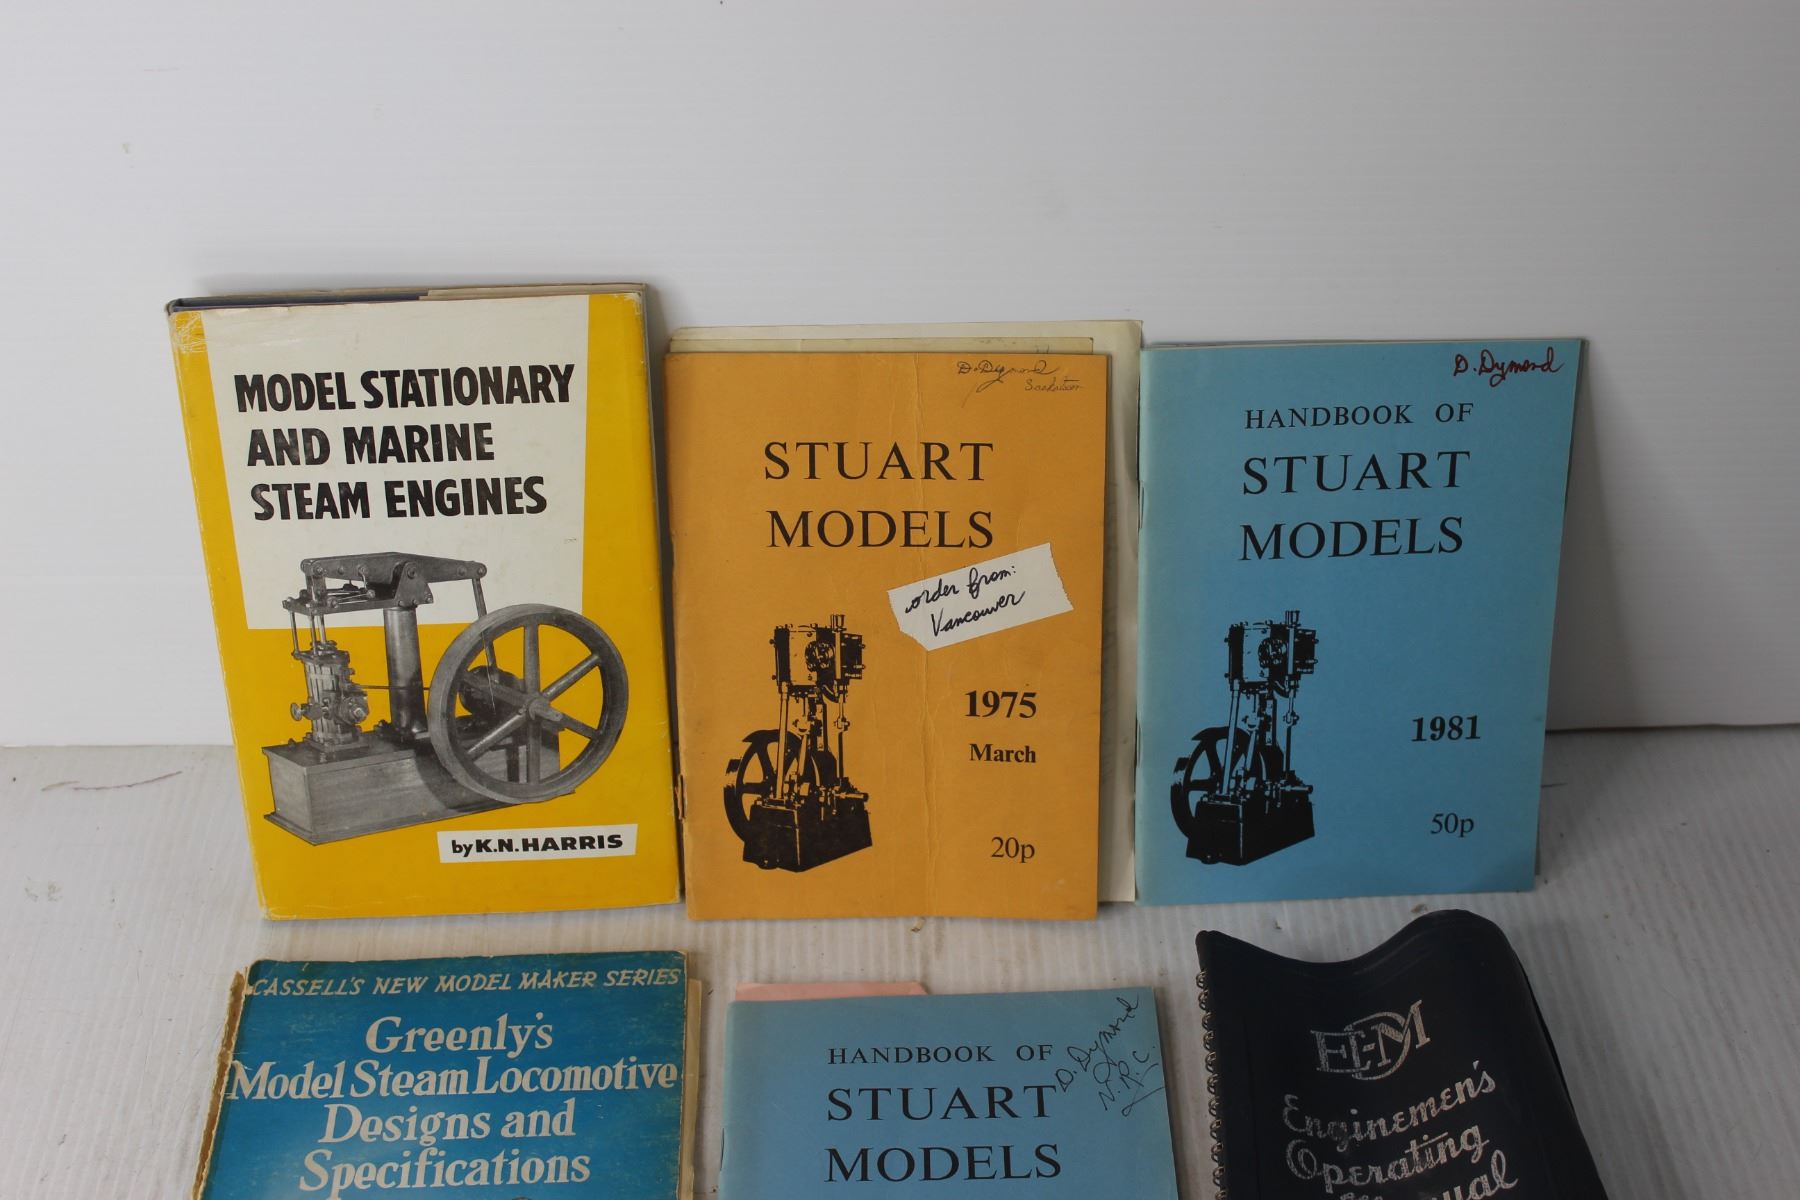 MODEL STATIONARY
AND MARINE
STEAM ENGINES
by K.N. HARRIS
D. Dymond
Saskatoon
STUART
MODELS
order from:
Vancouver
1975
March
20p
D. Dymond
HANDBOOK OF
STUART
MODELS
1981
50p
CASSELL'S NEW MODEL MAKER SERIES
Greenly's
Model Steam Locomotive
Designs and
Specifications
D. Dymond
HANDBOOK OF
STUART
MODELS
Enginemen's
Operating